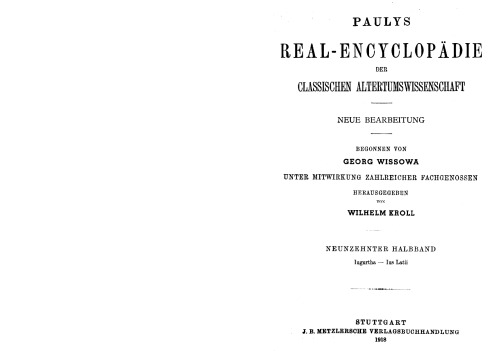 PAULYS
REAL-ENCYCLOPÄDIE
DER
CLASSISCHEN ALTERTUMSWISSENSCHAFT
NEUE BEARBEITUNG
BEGONNEN VON
GEORG WISSOWA
UNTER MITWIRKUNG ZAHLREICHER FACHGENOSSEN
HERAUSGEGEBEN
VON
WILHELM KROLL
NEUNZEHNTER HALBBAND
Iugurtha — Ius Latii
STUTTGART
J. B. METZLERSCHE VERLAGSBUCHHANDLUNG
1918